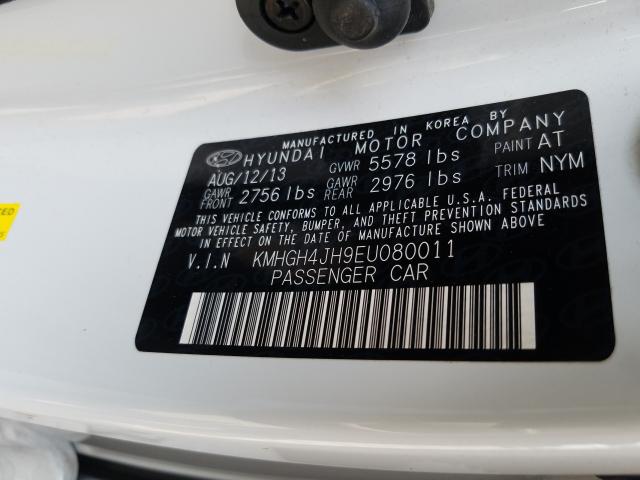 MANUFACTURED IN KOREA BY
HYUNDAI MOTOR COMPANY
AUG/12/13 GVWR 5578 lbs PAINT AT
GAWR FRONT 2756 lbs GAWR REAR 2976 lbs TRIM NYM
THIS VEHICLE CONFORMS TO ALL APPLICABLE U.S.A. FEDERAL
MOTOR VEHICLE SAFETY, BUMPER, AND THEFT PREVENTION STANDARDS
IN EFFECT ON THE DATE OF MANUFACTURE SHOWN ABOVE.
V.I.N KMHGH4JH9EU080011
PASSENGER CAR